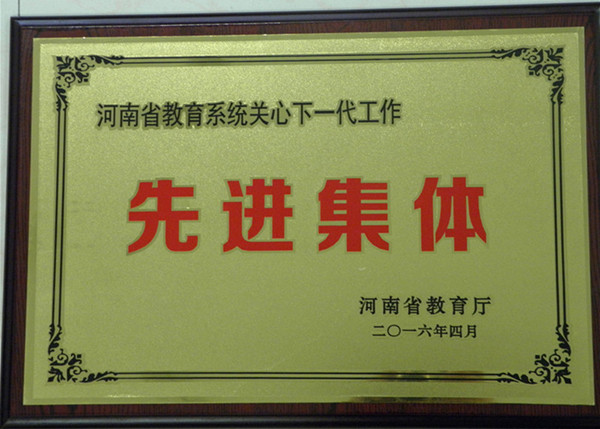 河南省教育系统关心下一代工作
先进集体
河南省教育厅
二〇一六年四月